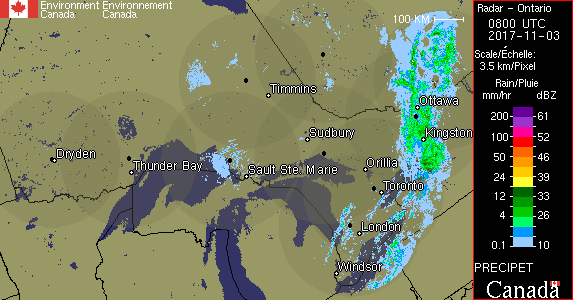 Environment Environnement
Canada Canada
100 KM
Timmins
Ottawa
Sudbury
Kingston
Dryden
Thunder Bay
Sault Ste. Marie
Orillia
Toronto
London
Windsor
Radar - Ontario
0800 UTC
2017-11-03
Scale/Échelle:
3.5 km/Pixel
Rain/Pluie
mm/hr dBZ
200 61
100 52
50 46
24 39
12 33
4 26
0.1 10
PRECIPET
Canada